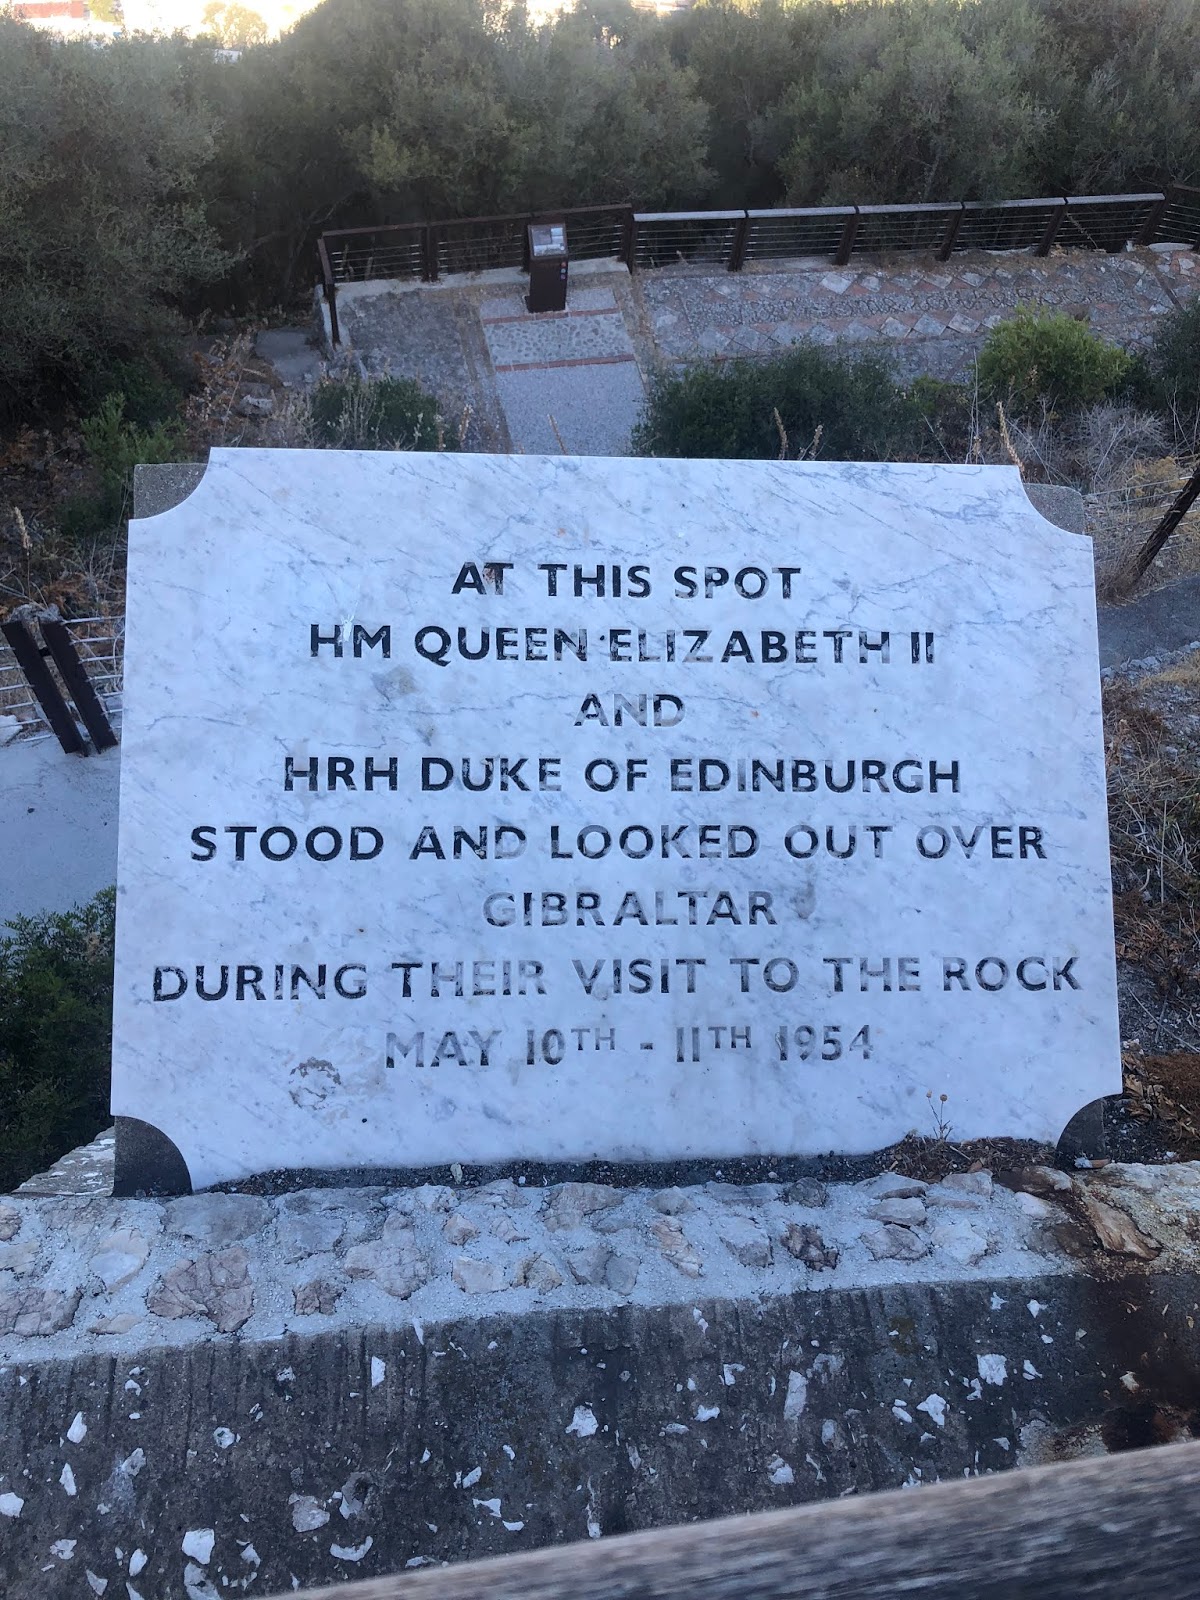 AT THIS SPOT
HM QUEEN ELIZABETH II
AND
HRH DUKE OF EDINBURGH
STOOD AND LOOKED OUT OVER
GIBRALTAR
DURING THEIR VISIT TO THE ROCK
MAY 10TH - 11TH 1954